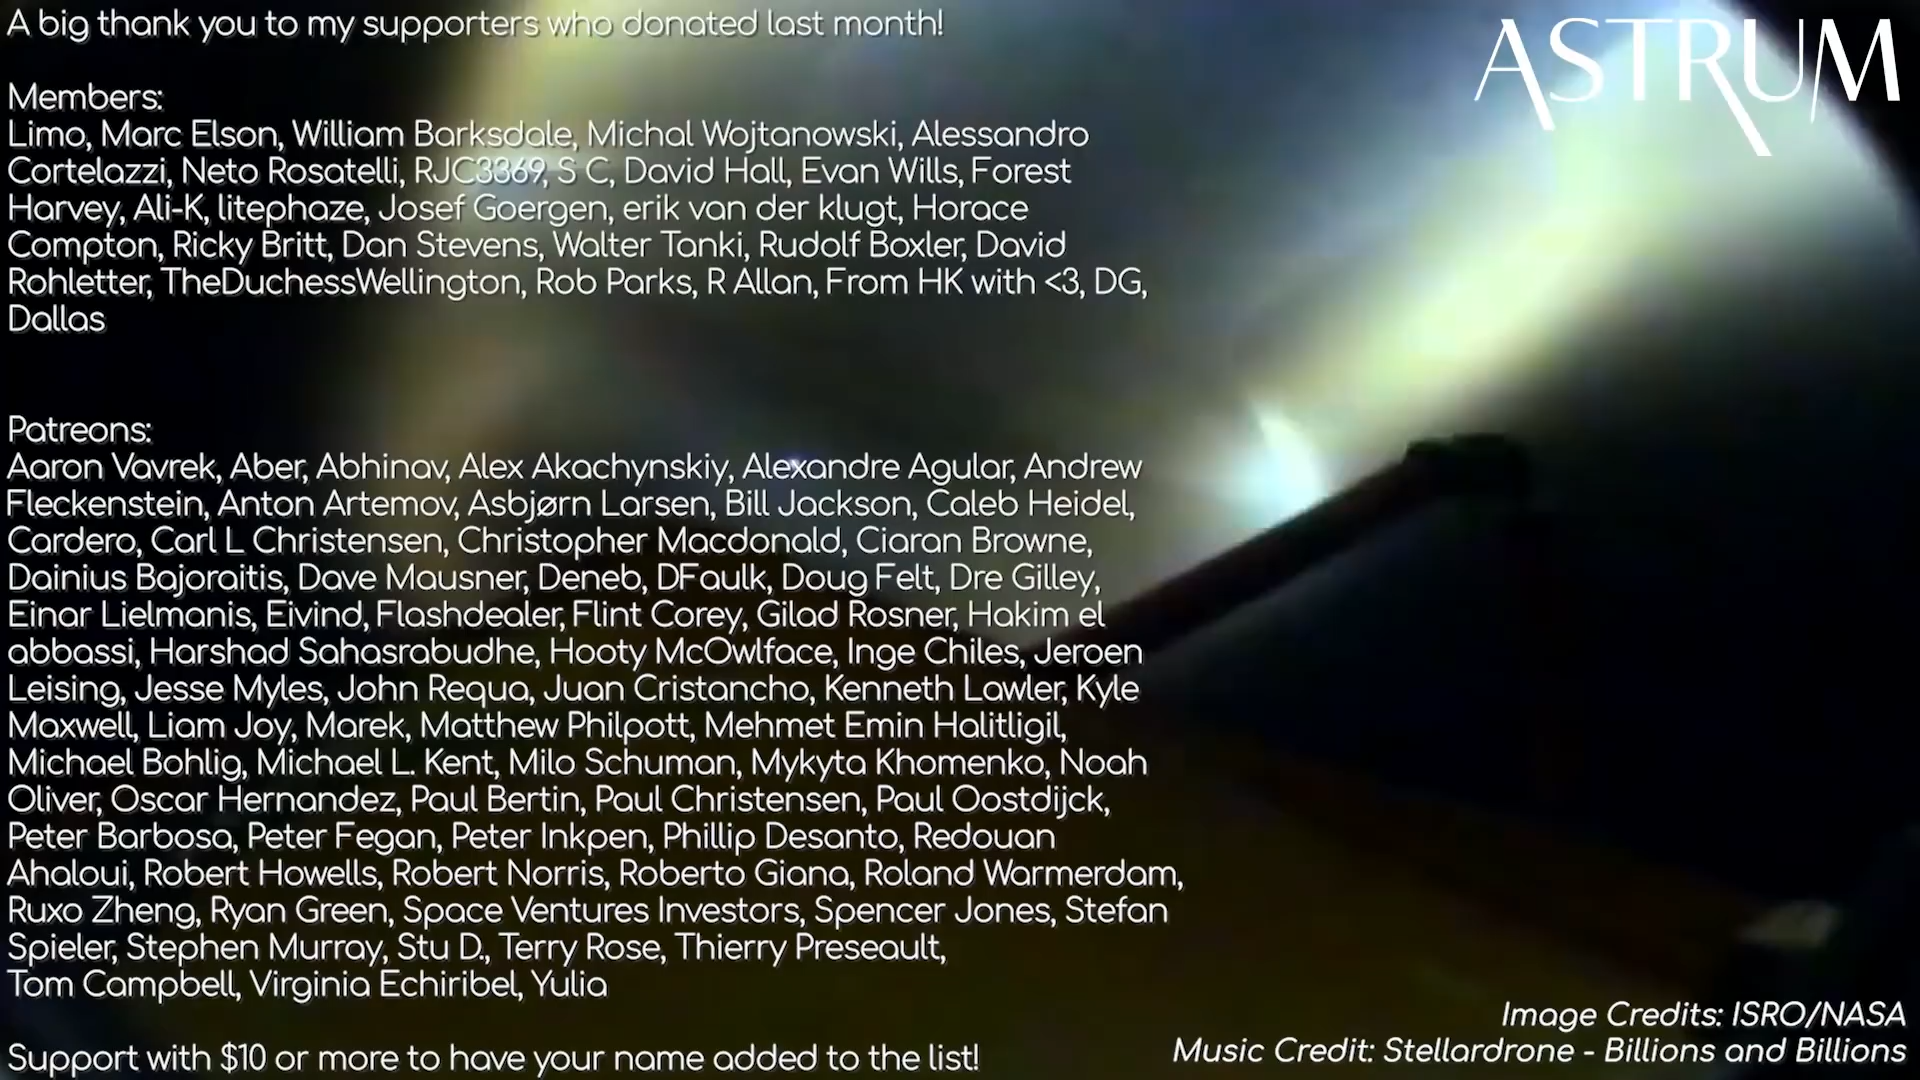 A big thank you to my supporters who donated last month!
ASTRUM
Members:
Limo, Marc Elson, William Barksdale, Michal Wojtanowski, Alessandro
Cortelazzi, Neto Rosatelli, RJC3369, S C, David Hall, Evan Wills, Forest
Harvey, Ali-K, litephaze, Josef Goergen, erik van der klugt, Horace
Compton, Ricky Britt, Dan Stevens, Walter Tanki, Rudolf Boxler, David
Rohletter, TheDuchessWellington, Rob Parks, R Allan, From HK with <3, DG,
Dallas
Patreons:
Aaron Vavrek, Aber, Abhinav, Alex Akachynskiy, Alexandre Agular, Andrew
Fleckenstein, Anton Artemov, Asbjørn Larsen, Bill Jackson, Caleb Heidel,
Cardero, Carl L Christensen, Christopher Macdonald, Ciaran Browne,
Dainius Bajoraitis, Dave Mausner, Deneb, DFaulk, Doug Felt, Dre Gilley,
Einar Lielmanis, Eivind, Flashdealer, Flint Corey, Gilad Rosner, Hakim el
abbassi, Harshad Sahasrabudhe, Hooty McOwlface, Inge Chiles, Jeroen
Leising, Jesse Myles, John Requa, Juan Cristancho, Kenneth Lawler, Kyle
Maxwell, Liam Joy, Marek, Matthew Philpott, Mehmet Emin Halitligil,
Michael Bohlig, Michael L. Kent, Milo Schuman, Mykyta Khomenko, Noah
Oliver, Oscar Hernandez, Paul Bertin, Paul Christensen, Paul Oostdijck,
Peter Barbosa, Peter Fegan, Peter Inkpen, Phillip Desanto, Redouan
Ahaloui, Robert Howells, Robert Norris, Roberto Giana, Roland Warmerdam,
Ruxo Zheng, Ryan Green, Space Ventures Investors, Spencer Jones, Stefan
Spieler, Stephen Murray, Stu D., Terry Rose, Thierry Preseault,
Tom Campbell, Virginia Echiribel, Yulia
Support with $10 or more to have your name added to the list!
Image Credits: ISRO/NASA
Music Credit: Stellardrone - Billions and Billions